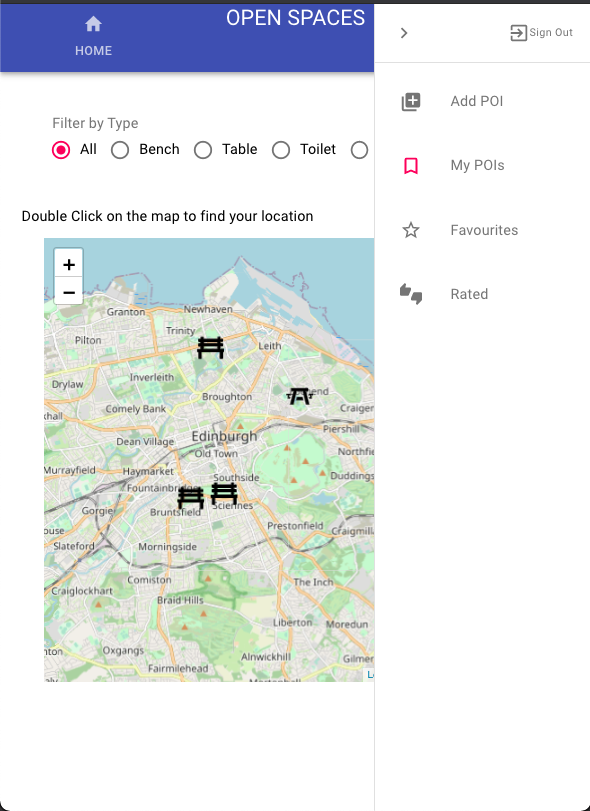 OPEN SPACES
HOME
Sign Out
Filter by Type
All Bench Table Toilet
Add POI
My POIs
Favourites
Rated
Double Click on the map to find your location
+
−
Granton
Newhaven
Trinity
Pilton
Leith
Drylaw
Inverleith
Broughton
Comely Bank
Craigen
Piershill
Dean Village
Edinburgh
Old Town
Northfie
Murrayfield
Haymarket
Southside
Duddings
Fountainbridge
Gorgie
Bruntsfield
Sciennes
Prestonfield
Craigmill
Slateford
Morningside
Comiston
The Inch
Craiglockhart
Braid Hills
Liberton
Moredun
Oxgangs
Alnwickhill
Gilmer
Fairmilehead